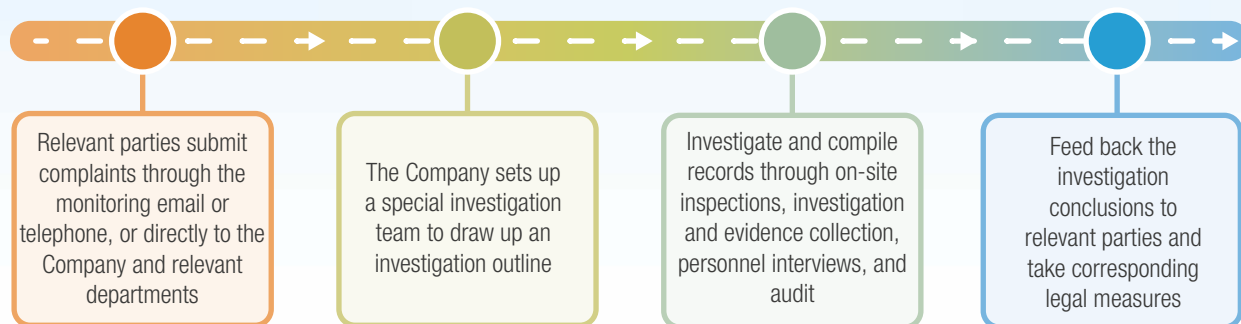 Relevant parties submit
complaints through the
monitoring email or
telephone, or directly to the
Company and relevant
departments
The Company sets up
a special investigation
team to draw up an
investigation outline
Investigate and compile
records through on-site
inspections, investigation
and evidence collection,
personnel interviews, and
audit
Feed back the
investigation
conclusions to
relevant parties and
take corresponding
legal measures